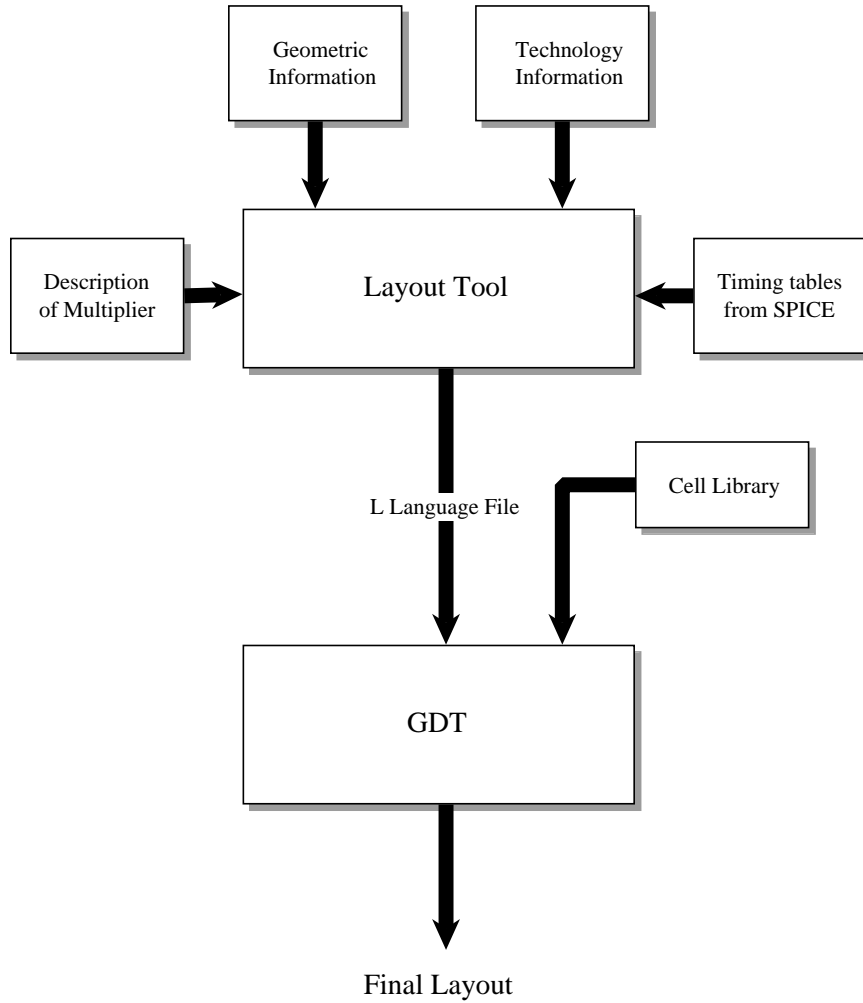 Geometric
Information
Technology
Information
Description
of Multiplier
Layout Tool
Timing tables
from SPICE
L Language File
Cell Library
GDT
Final Layout